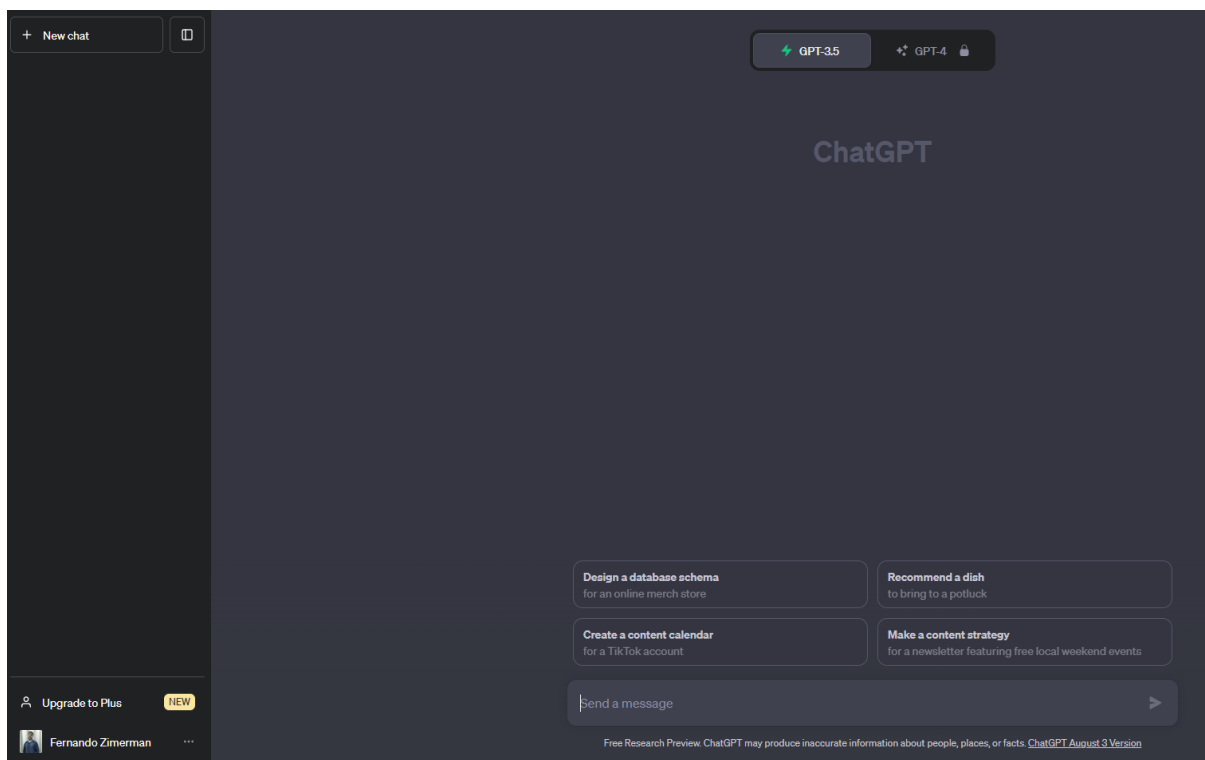 New chat
GPT-3.5
GPT-4
ChatGPT
Design a database schema
for an online merch store
Recommend a dish
to bring to a potluck
Create a content calendar
for a TikTok account
Make a content strategy
for a newsletter featuring free local weekend events
Upgrade to Plus NEW
Send a message
Fernando Zimerman
Free Research Preview. ChatGPT may produce inaccurate information about people, places, or facts. ChatGPT August 3 Version